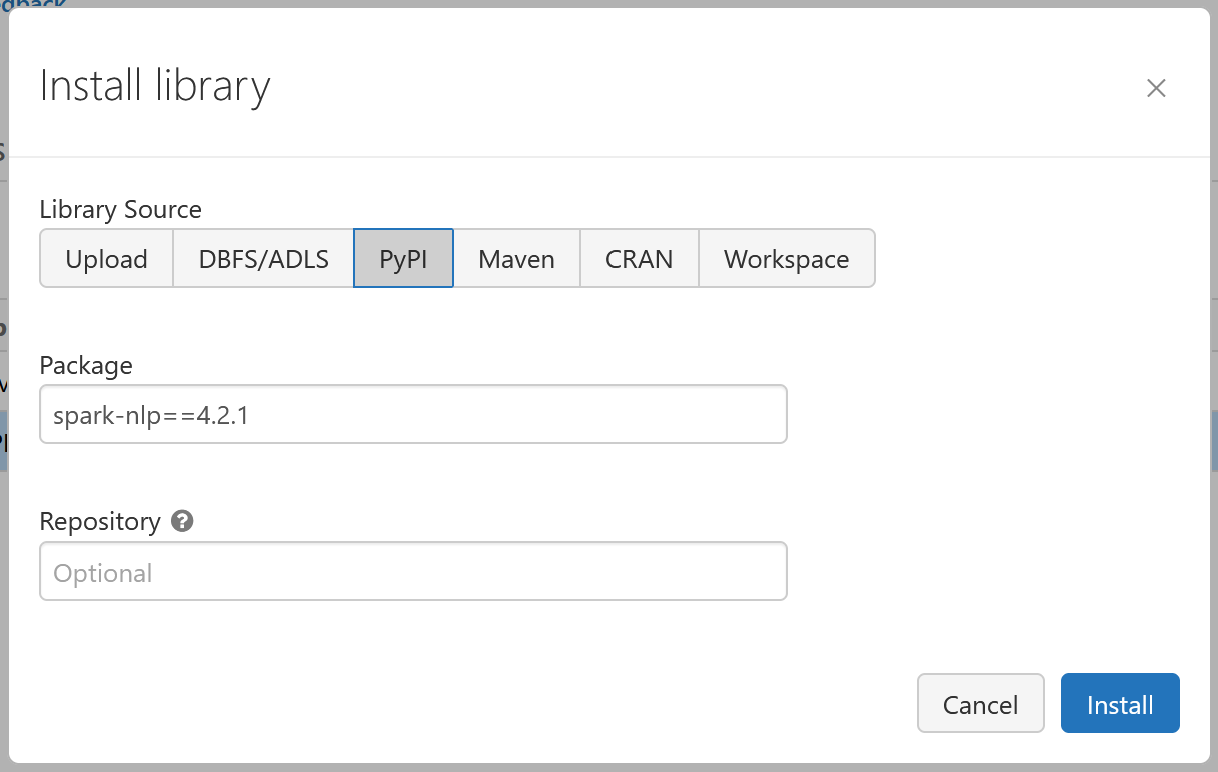 Install library
Library Source
Upload DBFS/ADLS PyPI Maven CRAN Workspace
Package
spark-nlp==4.2.1
Repository ?
Optional
Cancel Install